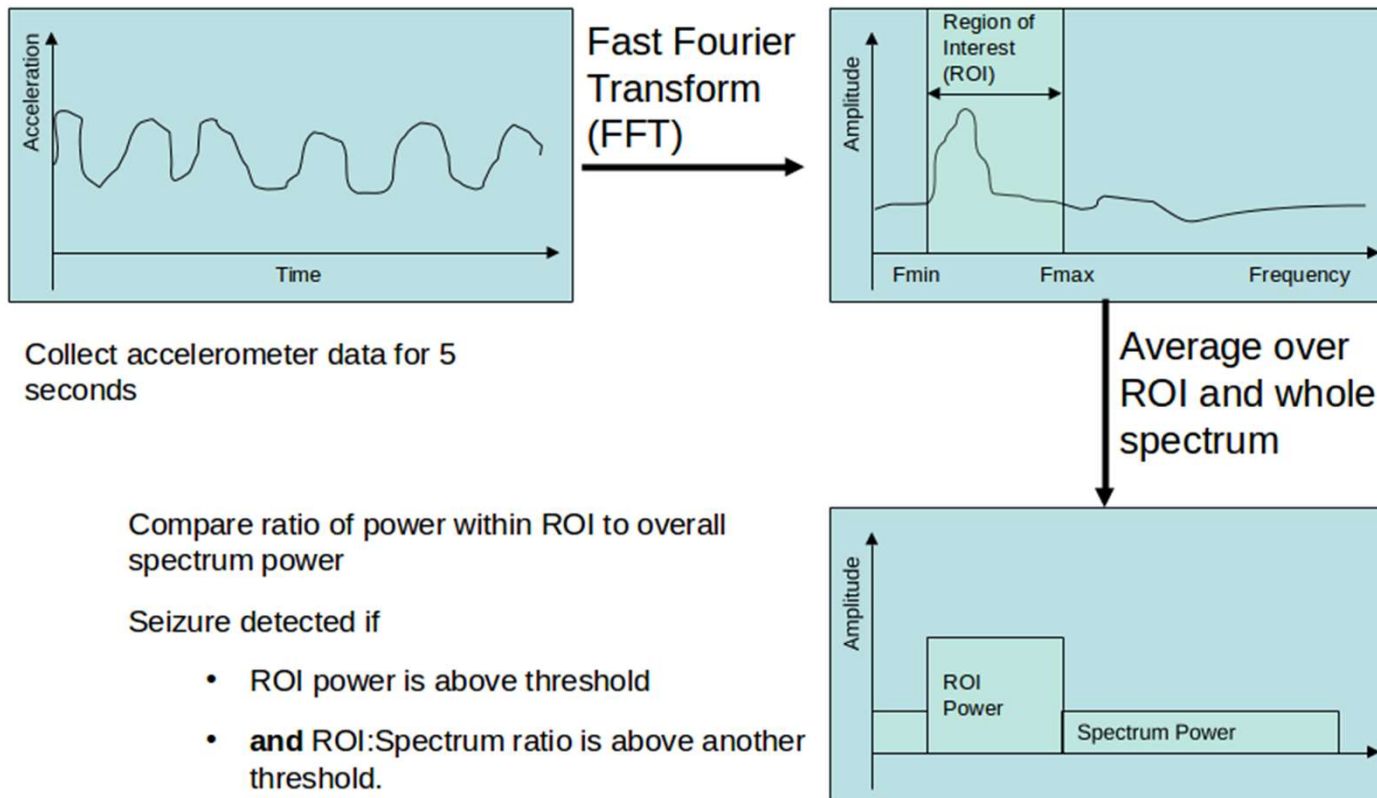 Acceleration
Time
Fast Fourier
Transform
(FFT)
Region of
Interest
(ROI)
Amplitude
Fmin
Fmax
Frequency
Collect accelerometer data for 5
seconds
Average over
ROI and whole
spectrum
Compare ratio of power within ROI to overall
spectrum power
Seizure detected if
• ROI power is above threshold
• and ROI:Spectrum ratio is above another
threshold.
Amplitude
ROI
Power
Spectrum Power